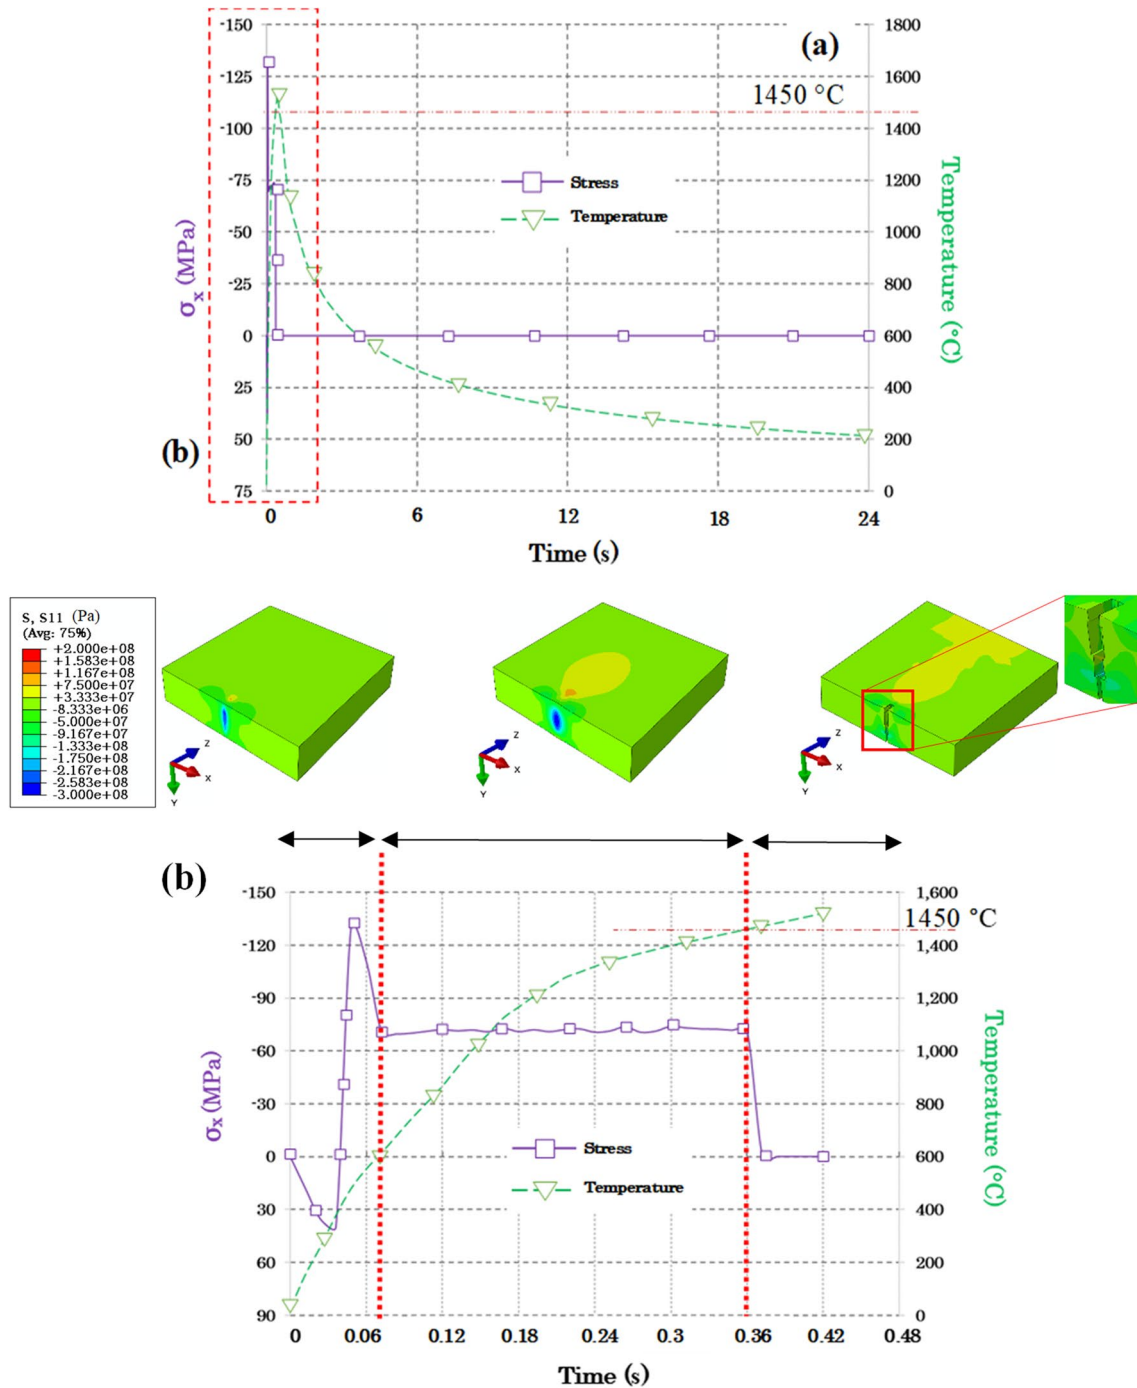 (a)
-150
-125
-100
-75
-50
-25
0
25
50
75
σx (MPa)
1800
1600
1400
1200
1000
800
600
400
200
0
Temperature (°C)
1450 °C
Stress
Temperature
(b)
0 6 12 18 24
Time (s)
S, S11 (Pa)
(Avg: 75%)
+2.000e+08
+1.583e+08
+1.167e+08
+7.500e+07
+3.333e+07
-8.333e+06
-5.000e+07
-9.167e+07
-1.333e+08
-1.750e+08
-2.167e+08
-2.583e+08
-3.000e+08
Z
X
Y
Z
X
Y
Z
X
Y
(b)
-150
-120
-90
-60
-30
0
30
60
90
σx (MPa)
1,600
1,400
1,200
1,000
800
600
400
200
0
Temperature (°C)
1450 °C
Stress
Temperature
0 0.06 0.12 0.18 0.24 0.3 0.36 0.42 0.48
Time (s)